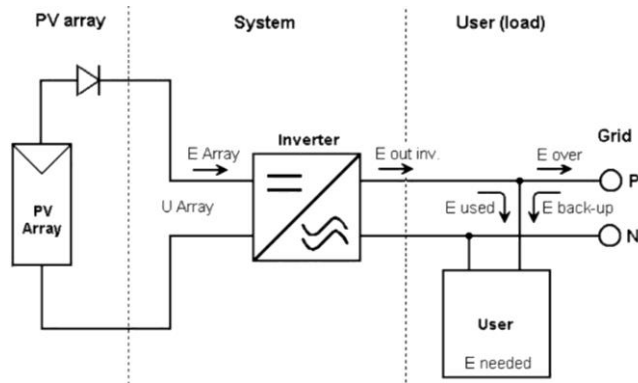 PV array
System
User (load)
Inverter
Grid
E Array
E out inv.
E over
P
PV
Array
U Array
E used
E back-up
N
User
E needed